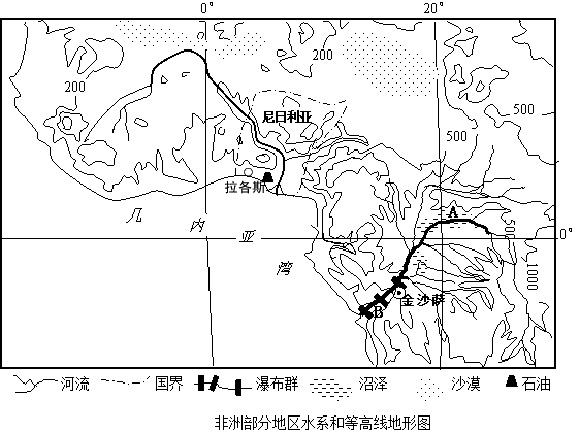 0° 20°
200 200
尼日利亚 500
500
拉各斯
A
几 内 亚 湾 500 0°
1000
金沙萨
B
河流 国界 瀑布群 沼泽 沙漠 石油
非洲部分地区水系和等高线地形图